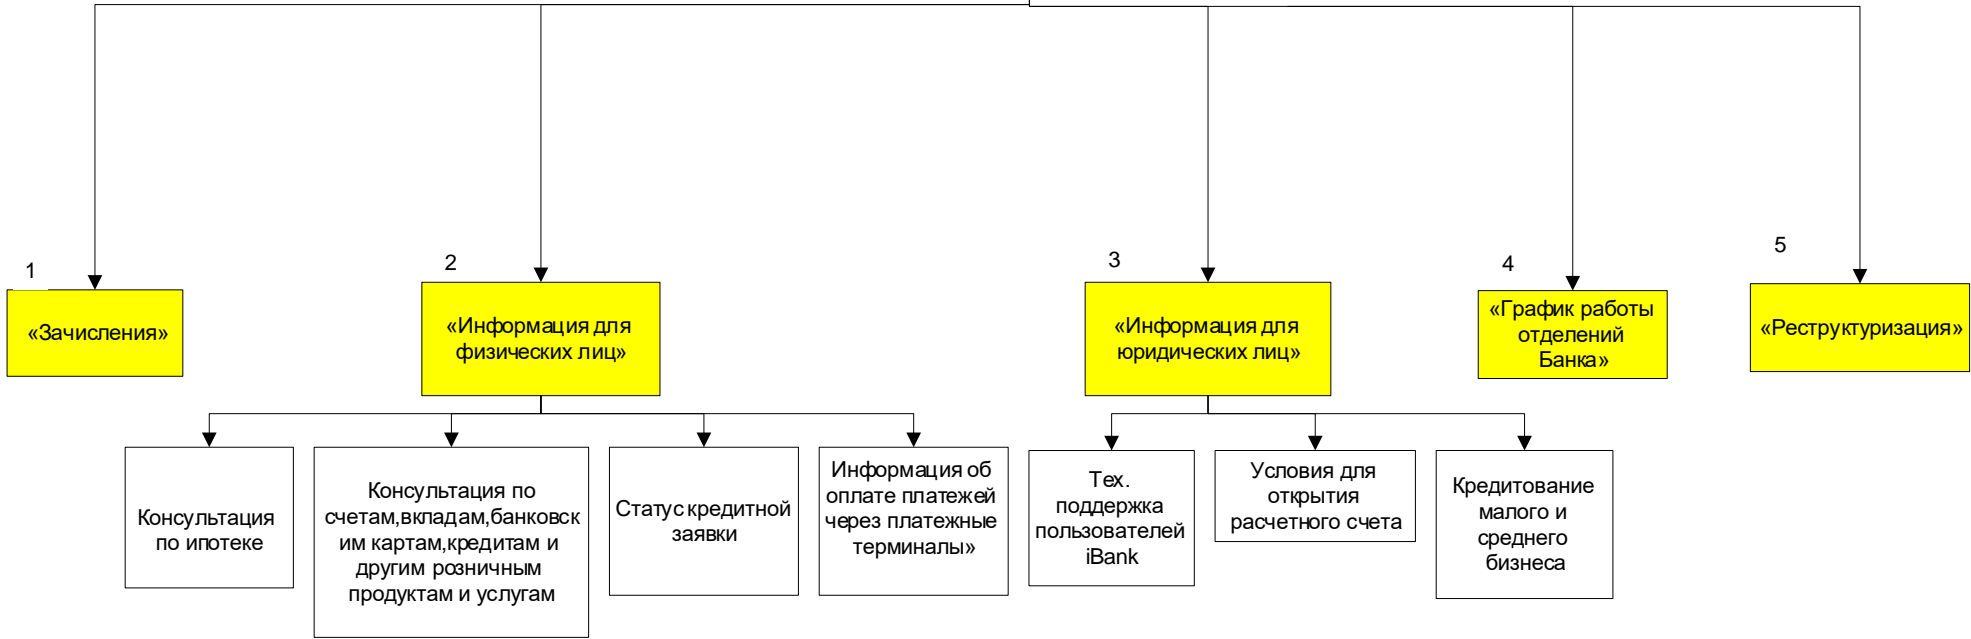 1
«Зачисления»
2
«Информация для
физических лиц»
3
«Информация для
юридических лиц»
4
«График работы
отделений
Банка»
5
«Реструктуризация»
Консультация
по ипотеке
Консультация по
счетам,вкладам,банковск
им картам,кредитам и
другим розничным
продуктам и услугам
Статус кредитной
заявки
Информация об
оплате платежей
через платежные
терминалы»
Тех.
поддержка
пользователей
iBank
Условия для
открытия
расчетного счета
Кредитование
малого и
среднего
бизнеса